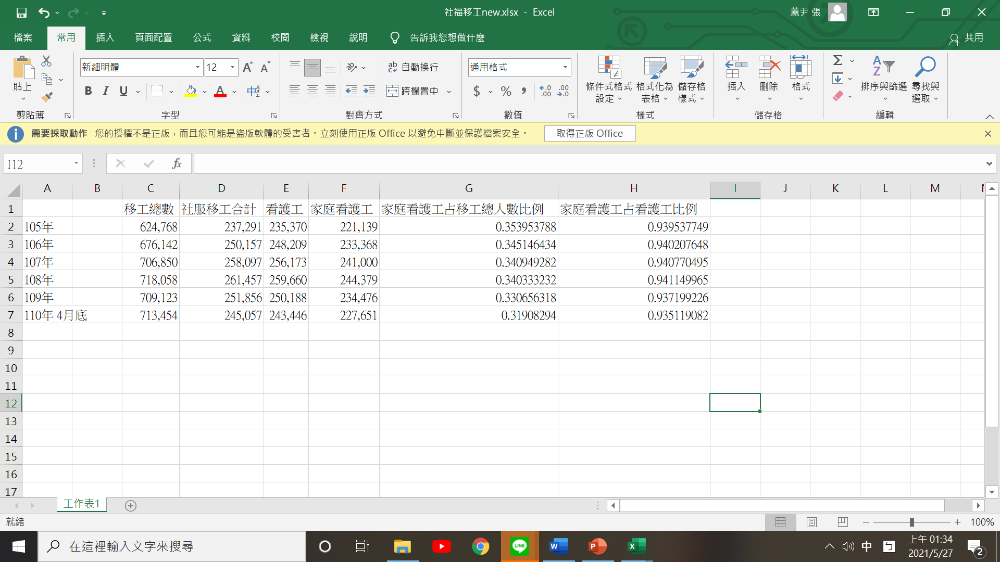 社福移工new.xlsx - Excel
薰尹 張
檔案 常用 插入 頁面配置 公式 資料 校閱 檢視 說明 告訴我您想做什麼 共用
貼上
剪貼簿
新細明體 12
B I U
字型
自動換行
跨欄置中
對齊方式
通用格式
$ % ,
數值
條件式格式設定
格式化為表格
儲存格樣式
樣式
插入 刪除 格式
儲存格
排序與篩選
尋找與選取
編輯
需要採取動作 您的授權不是正版，而且您可能是盜版軟體的受害者。立刻使用正版 Office 以避免中斷並保護檔案安全。 取得正版 Office
I12 fx
A B C D E F G H I J K L M
1 移工總數 社服移工合計 看護工 家庭看護工 家庭看護工占移工總人數比例 家庭看護工占看護工比例
2 105年 624,768 237,291 235,370 221,139 0.353953788 0.939537749
3 106年 676,142 250,157 248,209 233,368 0.345146434 0.940207648
4 107年 706,850 258,097 256,173 241,000 0.340949282 0.940770495
5 108年 718,058 261,457 259,660 244,379 0.340333232 0.941149965
6 109年 709,123 251,856 250,188 234,476 0.330656318 0.937199226
7 110年 4月底 713,454 245,057 243,446 227,651 0.31908294 0.935119082
8
9
10
11
12
13
14
15
16
17
工作表1
就緒 100%
在這裡輸入文字來搜尋
中 ㄅ
上午 01:34
2021/5/27
2